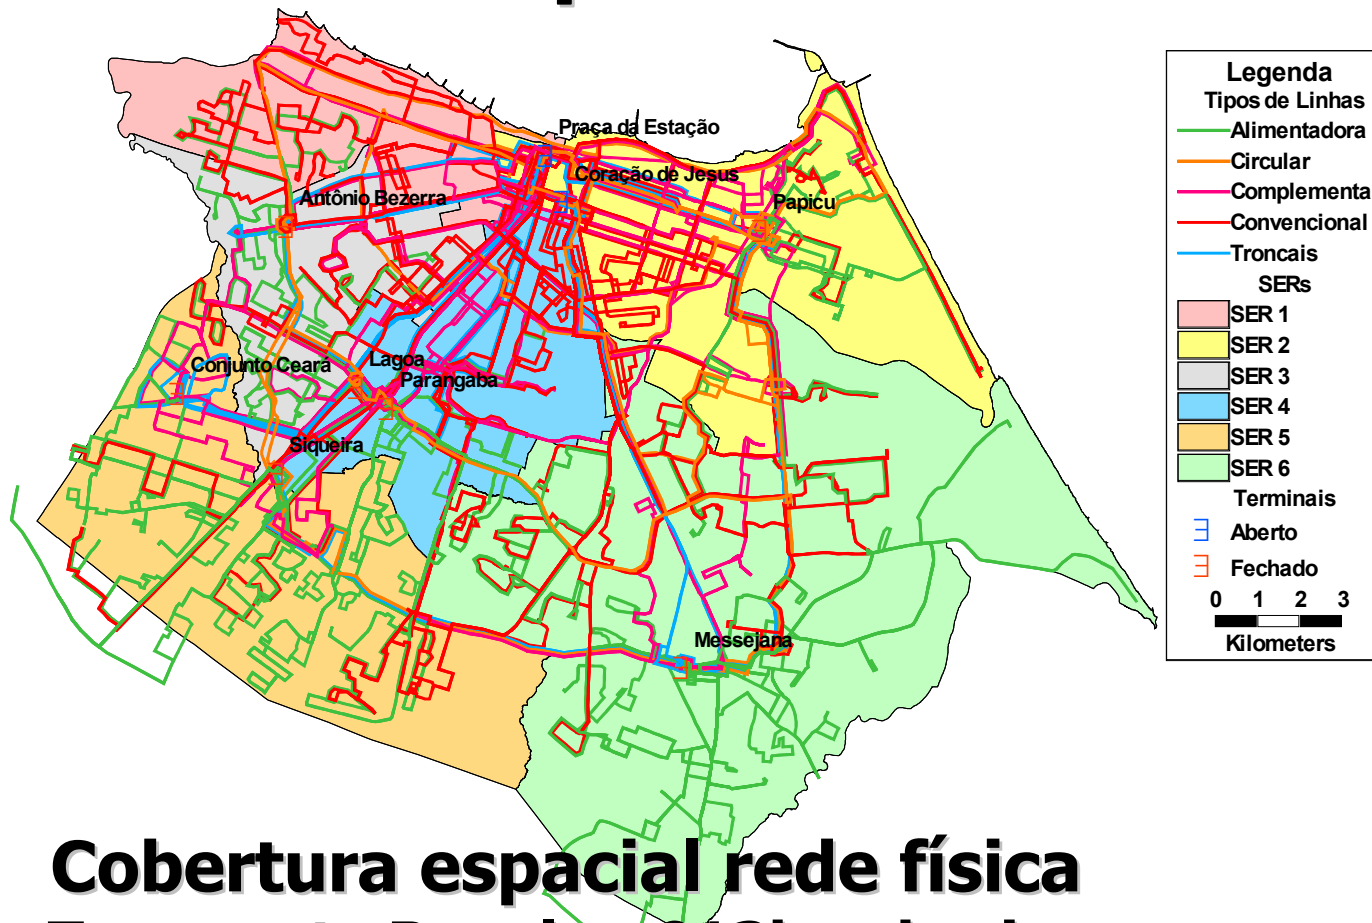 Praça da Estação
Coração de Jesus
Antônio Bezerra
Papicu
Conjunto Ceará
Lagoa
Parangaba
Siqueira
Messejana
Legenda
Tipos de Linhas
Alimentadora
Circular
Complementa
Convencional
Troncais
SERs
SER 1
SER 2
SER 3
SER 4
SER 5
SER 6
Terminais
Aberto
Fechado
0 1 2 3
Kilometers
Cobertura espacial rede física